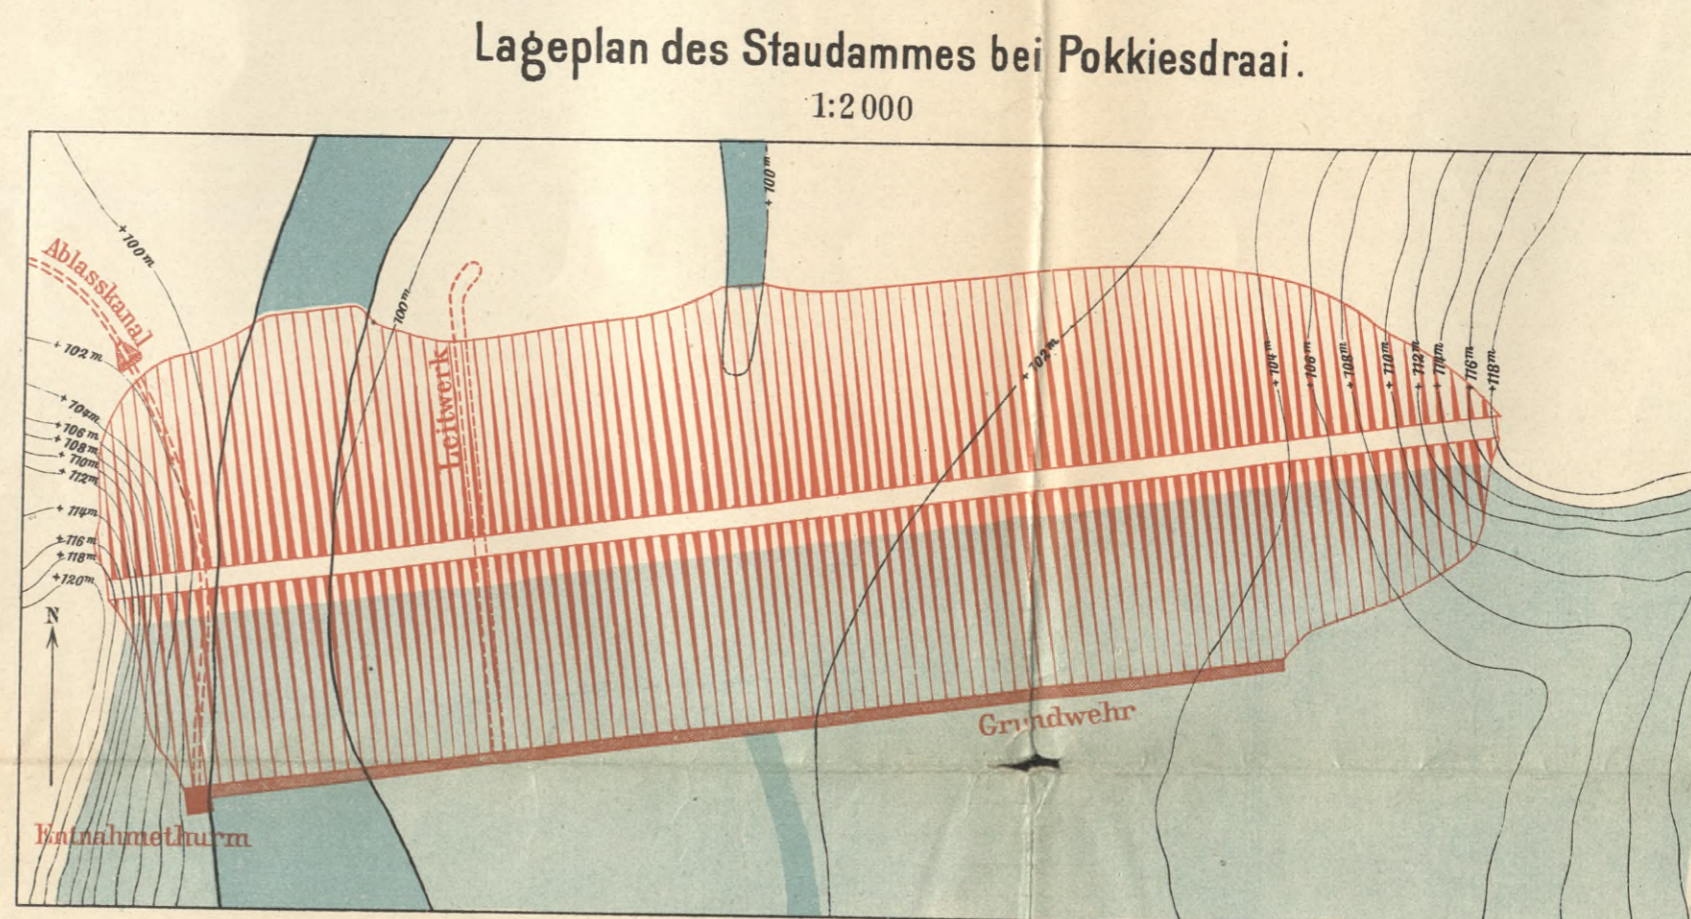 Lageplan des Staudammes bei Pokkiesdraai.
1:2000
+100m
+100m
Ablasskanal
100m
+102m
Leitwerk
+102m
+104m
+106m
+108m
+110m
+112m
+114m
+116m
+118m
+104m
+106m
+108m
+110m
+112m
+114m
+116m
+118m
+120m
N
Grundwehr
Entnahmethurm